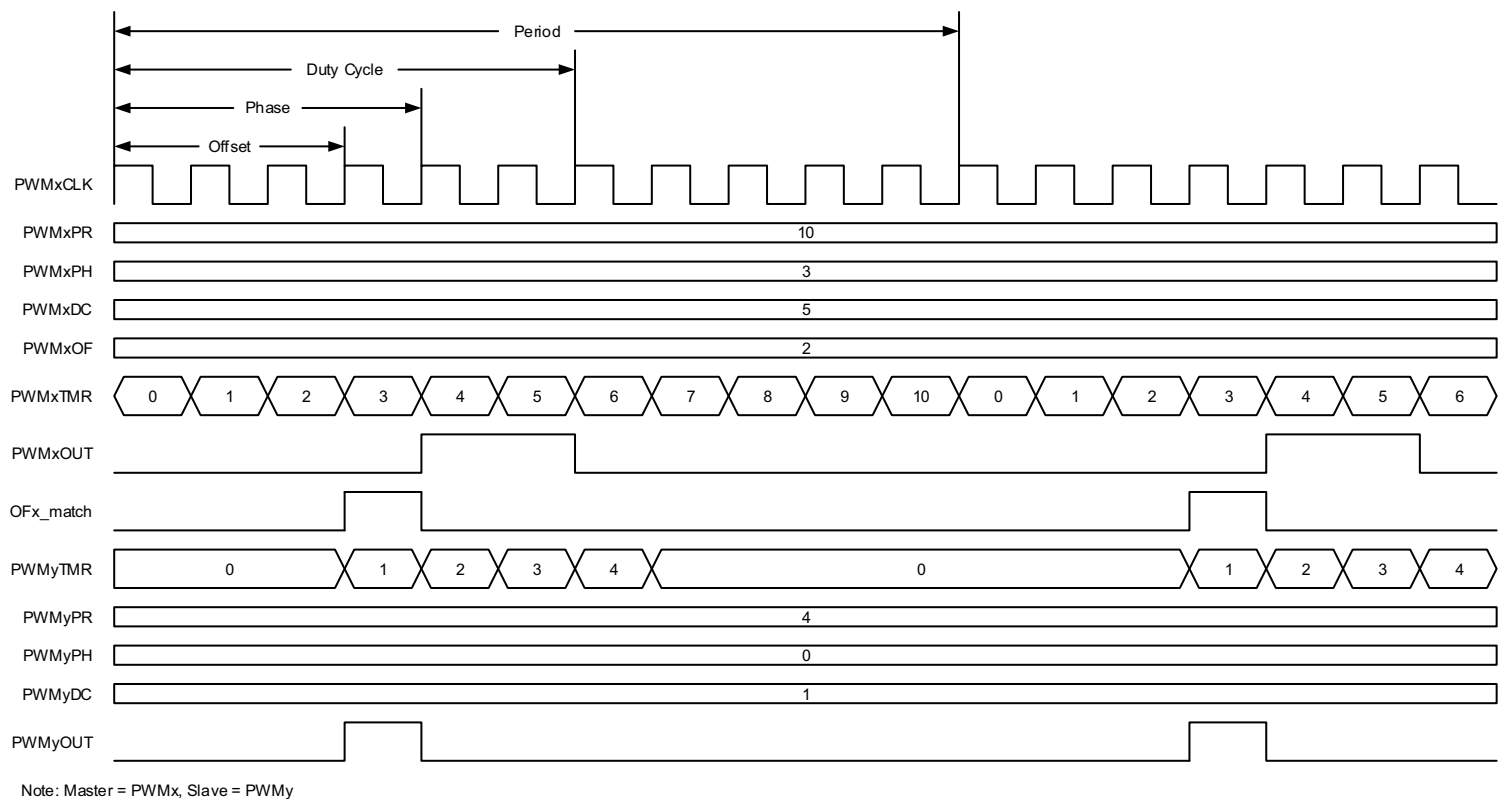 Period
Duty Cycle
Phase
Offset
PWMxCLK
PWMxPR 10
PWMxPH 3
PWMxDC 5
PWMxOF 2
PWMxTMR 0 1 2 3 4 5 6 7 8 9 10 0 1 2 3 4 5 6
PWMxOUT
OFx_match
PWMyTMR 0 1 2 3 4 0 1 2 3 4
PWMyPR 4
PWMyPH 0
PWMyDC 1
PWMyOUT
Note: Master = PWMx, Slave = PWMy